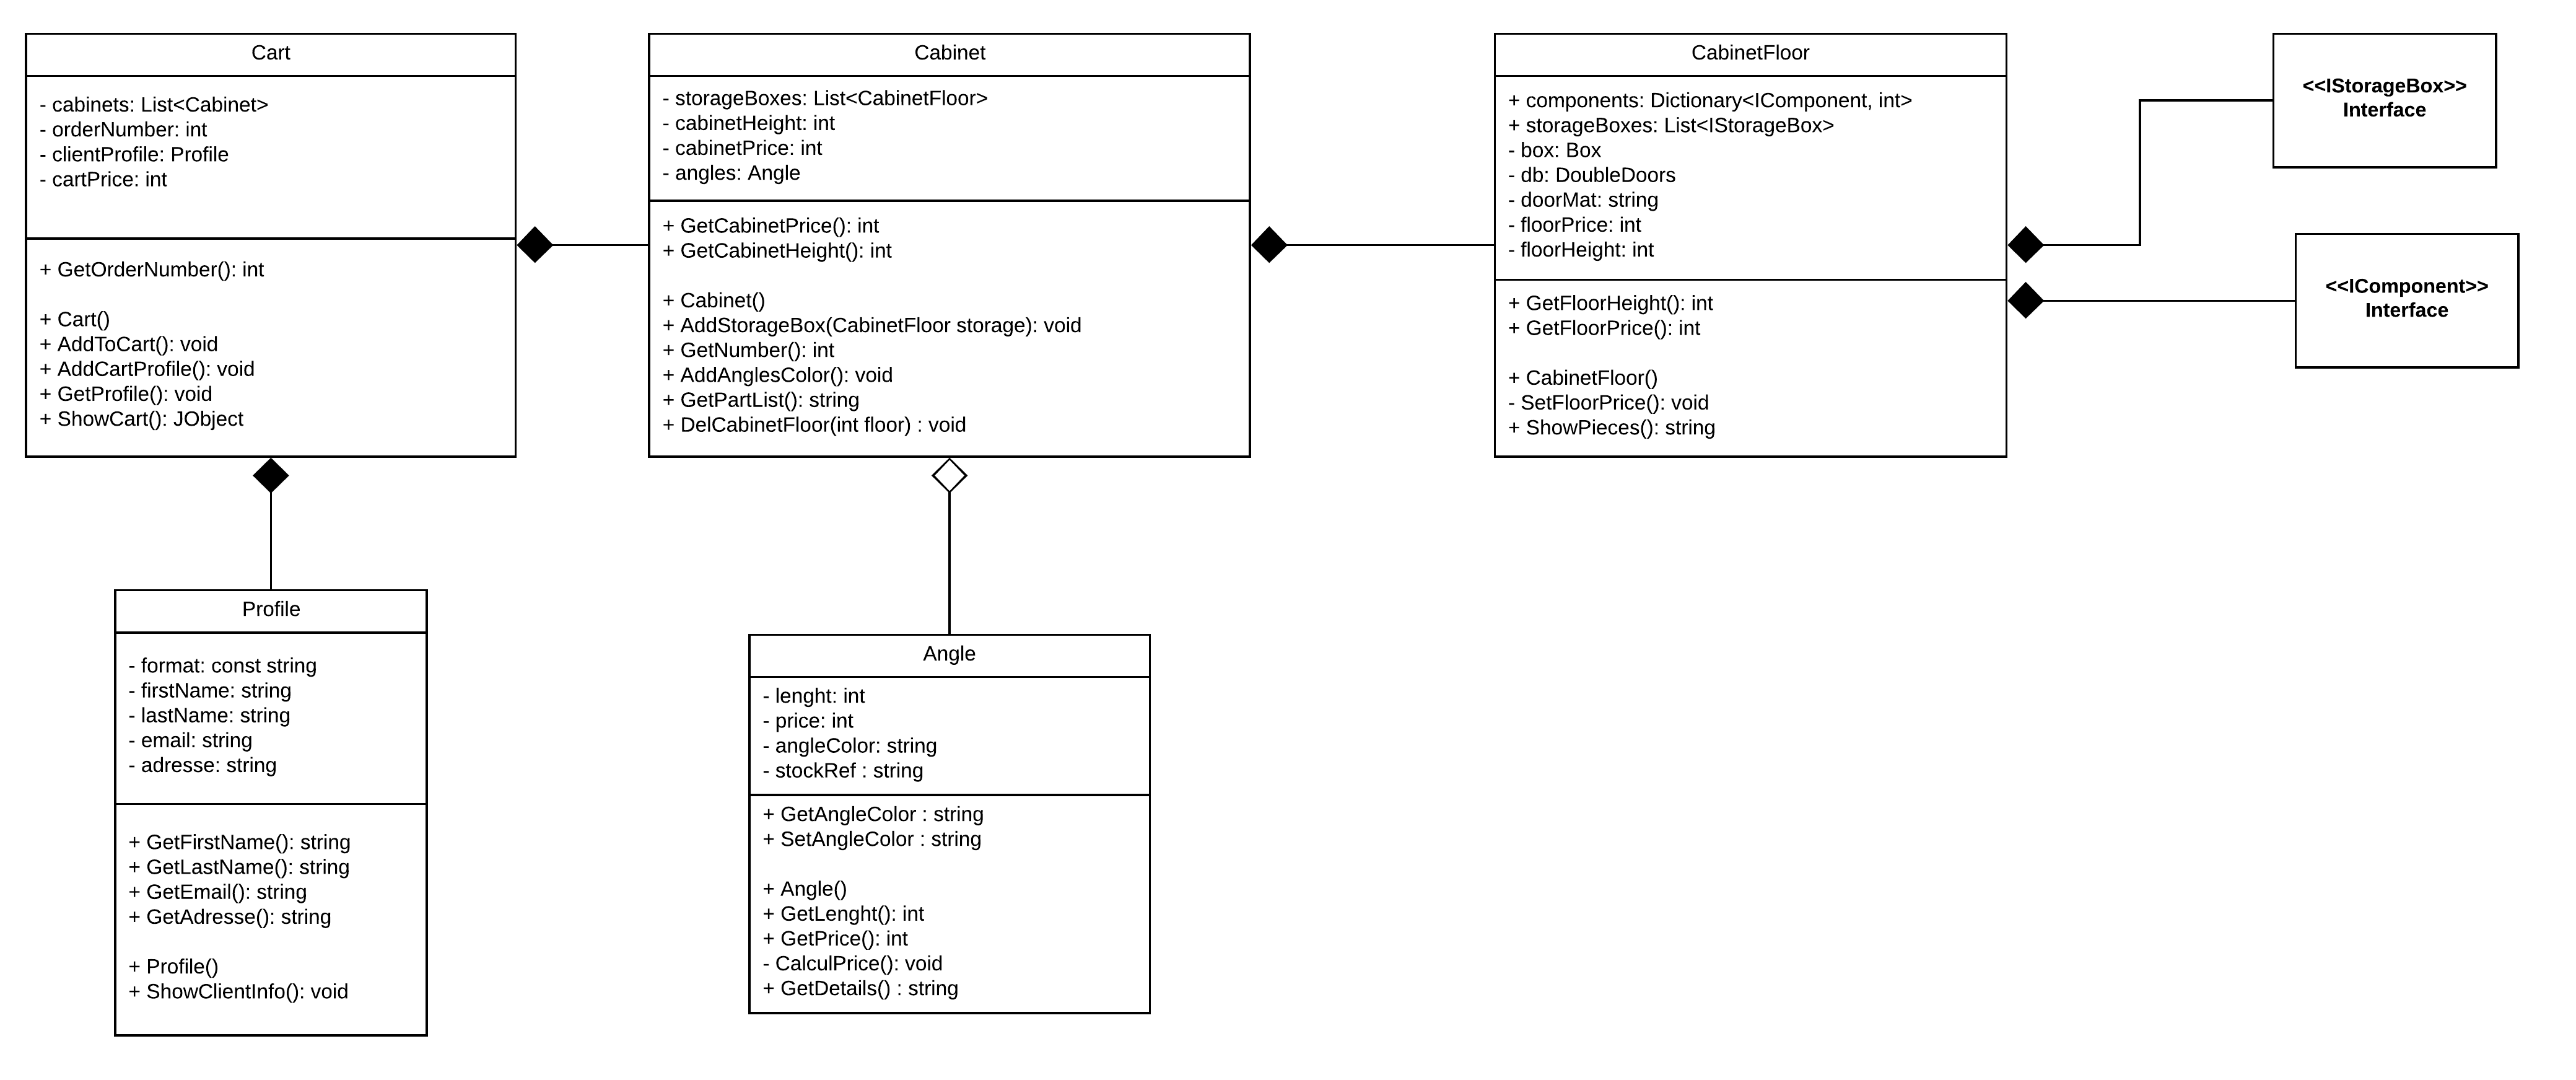 Cart
- cabinets: List<Cabinet>
- orderNumber: int
- clientProfile: Profile
- cartPrice: int
+ GetOrderNumber(): int
+ Cart()
+ AddToCart(): void
+ AddCartProfile(): void
+ GetProfile(): void
+ ShowCart(): JObject
Cabinet
- storageBoxes: List<CabinetFloor>
- cabinetHeight: int
- cabinetPrice: int
- angles: Angle
+ GetCabinetPrice(): int
+ GetCabinetHeight(): int
+ Cabinet()
+ AddStorageBox(CabinetFloor storage): void
+ GetNumber(): int
+ AddAnglesColor(): void
+ GetPartList(): string
+ DelCabinetFloor(int floor) : void
CabinetFloor
+ components: Dictionary<IComponent, int>
+ storageBoxes: List<IStorageBox>
- box: Box
- db: DoubleDoors
- doorMat: string
- floorPrice: int
- floorHeight: int
+ GetFloorHeight(): int
+ GetFloorPrice(): int
+ CabinetFloor()
- SetFloorPrice(): void
+ ShowPieces(): string
<<IStorageBox>>
Interface
<<IComponent>>
Interface
Profile
- format: const string
- firstName: string
- lastName: string
- email: string
- adresse: string
+ GetFirstName(): string
+ GetLastName(): string
+ GetEmail(): string
+ GetAdresse(): string
+ Profile()
+ ShowClientInfo(): void
Angle
- lenght: int
- price: int
- angleColor: string
- stockRef : string
+ GetAngleColor : string
+ SetAngleColor : string
+ Angle()
+ GetLenght(): int
+ GetPrice(): int
- CalculPrice(): void
+ GetDetails() : string